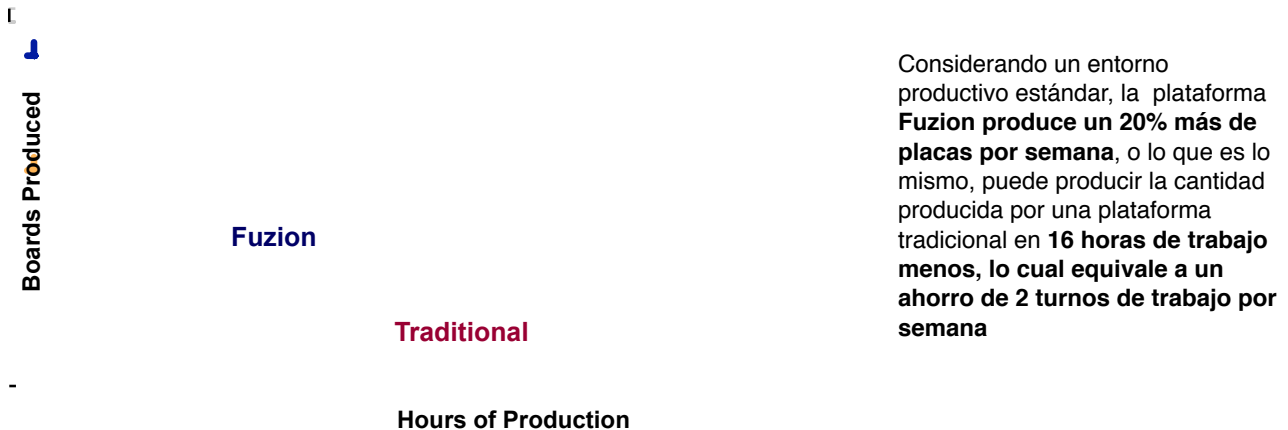 Boards Produced
Fuzion
Traditional
Hours of Production
Considerando un entorno
productivo estándar, la  plataforma
Fuzion produce un 20% más de
placas por semana, o lo que es lo
mismo, puede producir la cantidad
producida por una plataforma
tradicional en 16 horas de trabajo
menos, lo cual equivale a un
ahorro de 2 turnos de trabajo por
semana